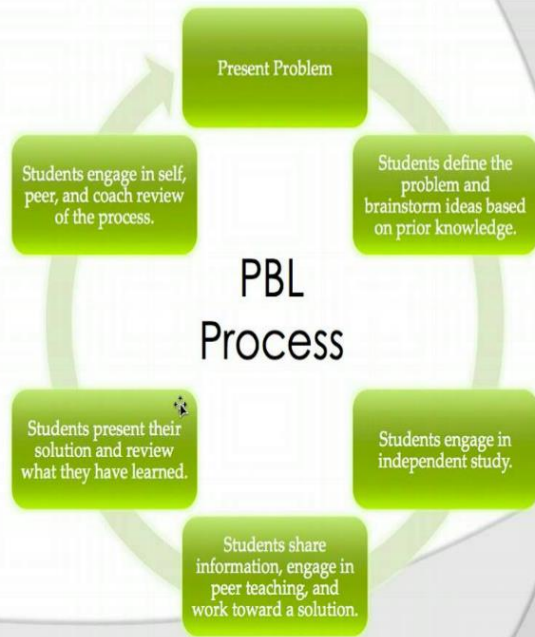 Present Problem
Students define the
problem and
brainstorm ideas based
on prior knowledge.
Students engage in
independent study.
Students share
information, engage in
peer teaching, and
work toward a solution.
Students present their
solution and review
what they have learned.
Students engage in self,
peer, and coach review
of the process.
PBL
Process